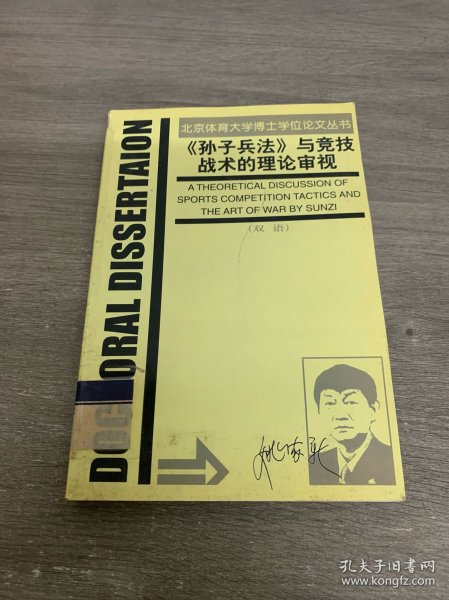 北京体育大学博士学位论文丛书
《孙子兵法》与竞技
战术的理论审视
A THEORETICAL DISCUSSION OF
SPORTS COMPETITION TACTICS AND
THE ART OF WAR BY SUNZI
(双 语)
DOCTORAL DISSERTAION
孔夫子旧书网
www.kongfz.com